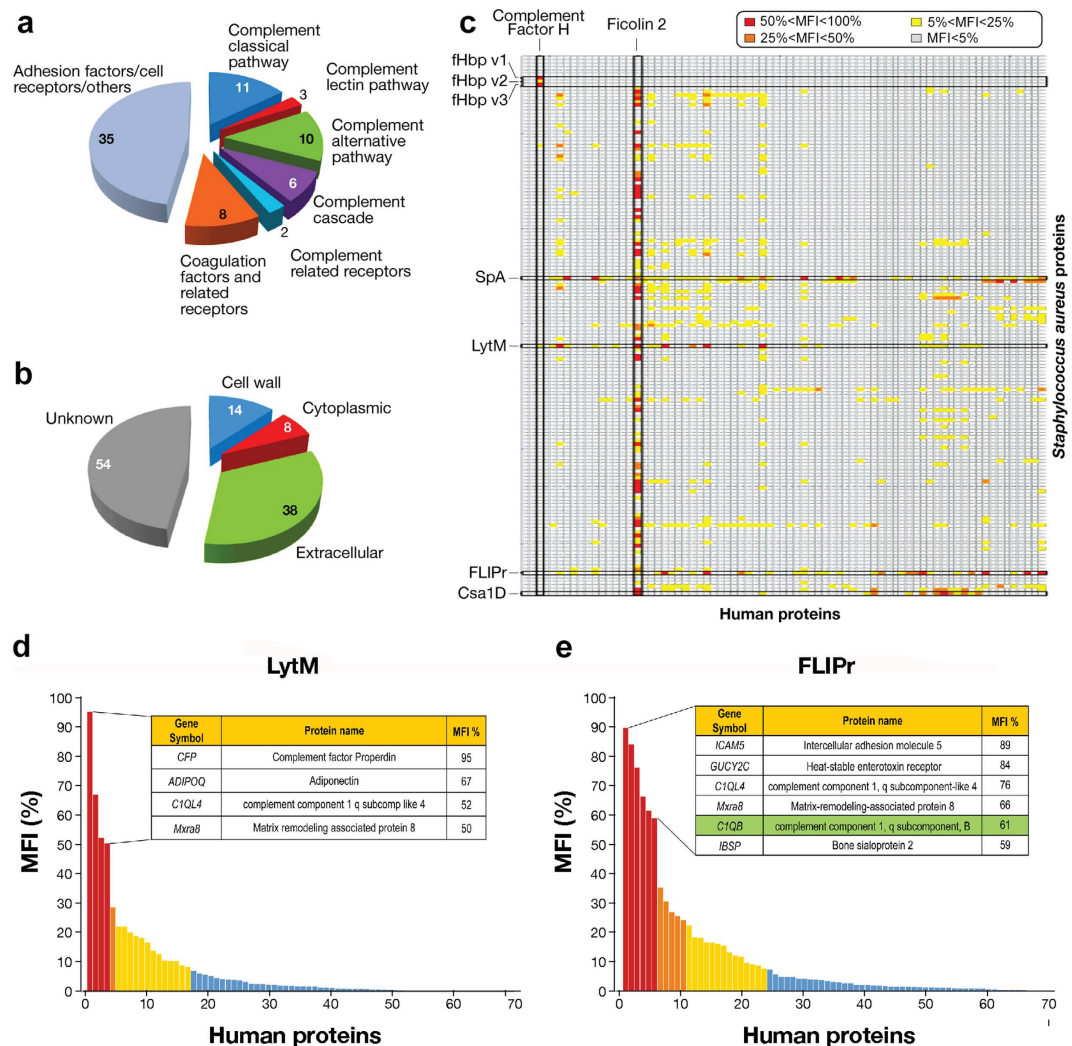 a
Complement
classical
pathway
Adhesion factors/cell
receptors/others
Complement
lectin pathway
11
3
Complement
alternative
pathway
35
10
6
Complement
cascade
8
2
Coagulation
factors and
related
receptors
Complement
related receptors
b
Cell wall
Cytoplasmic
Unknown
14
8
54
38
Extracellular
c
Complement
Factor H
Ficolin 2
50%<MFI<100%
5%<MFI<25%
25%<MFI<50%
MFI<5%
fHbp v1
fHbp v2
fHbp v3
SpA
LytM
FLIPr
Csa1D
Staphylococcus aureus proteins
Human proteins
d
LytM
MFI (%)
100
90
80
70
60
50
40
30
20
10
0
Gene Symbol Protein name MFI %
CFP Complement factor Properdin 95
ADIPOQ Adiponectin 67
C1QL4 complement component 1 q subcomp like 4 52
Mxra8 Matrix remodeling associated protein 8 50
0 10 20 30 40 50 60 70
Human proteins
e
FLIPr
MFI (%)
100
90
80
70
60
50
40
30
20
10
0
Gene Symbol Protein name MFI %
ICAM5 Intercellular adhesion molecule 5 89
GUCY2C Heat-stable enterotoxin receptor 84
C1QL4 complement component 1, q subcomponent-like 4 76
Mxra8 Matrix-remodeling-associated protein 8 66
C1QB complement component 1, q subcomponent, B 61
IBSP Bone sialoprotein 2 59
0 10 20 30 40 50 60 70
Human proteins